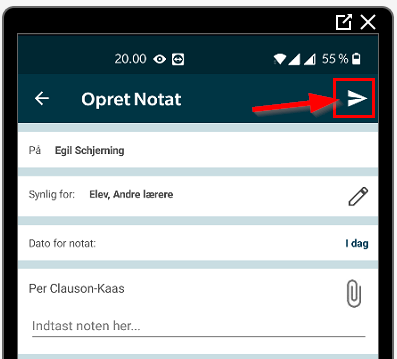 20.00 55 %
Opret Notat
På Egil Schjerning
Synlig for: Elev, Andre lærere
Dato for notat: I dag
Per Clauson-Kaas
Indtast noten her...